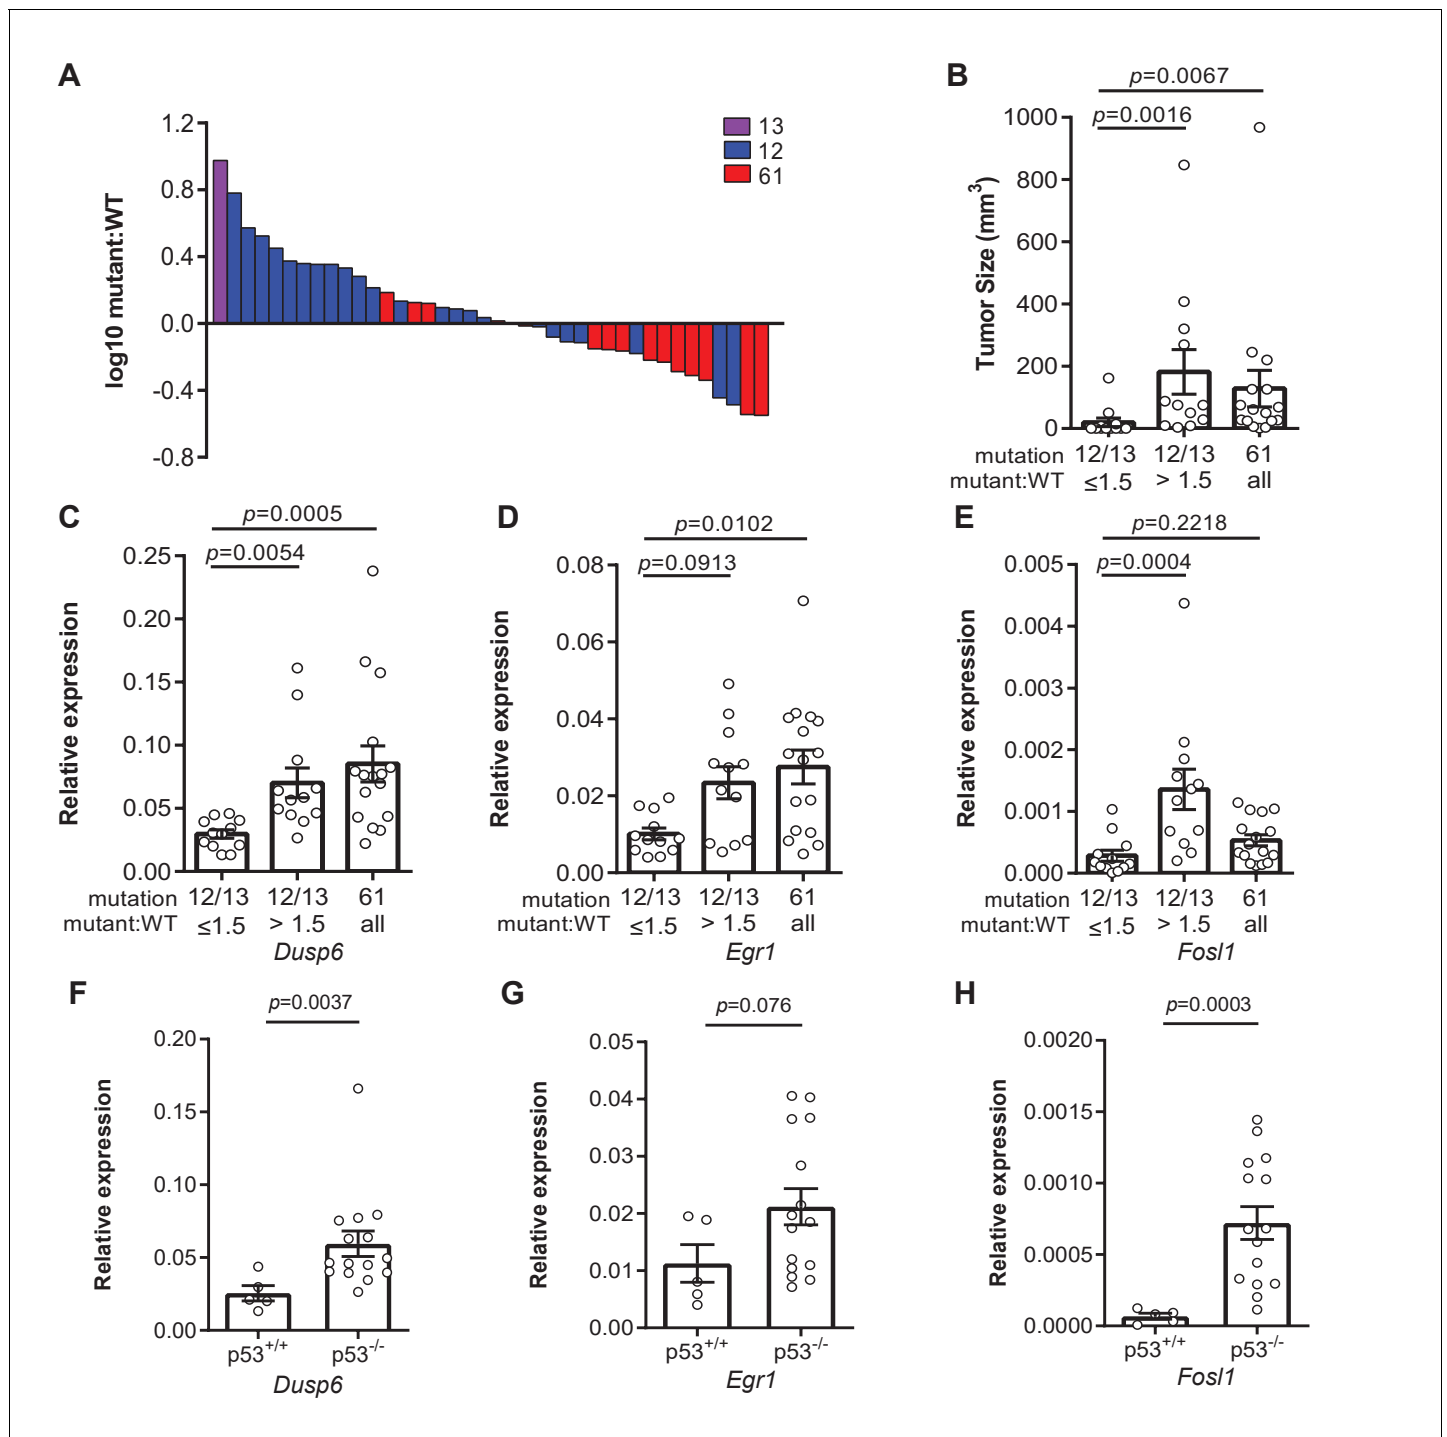 A
1.2
0.8
0.4
0.0
-0.4
-0.8
log10 mutant:WT
13
12
61
B
p=0.0067
p=0.0016
1000
800
600
400
200
0
Tumor Size (mm³)
mutation 12/13 12/13 61
mutant:WT ≤1.5 > 1.5 all
C
p=0.0005
p=0.0054
0.25
0.20
0.15
0.10
0.05
0.00
Relative expression
mutation 12/13 12/13 61
mutant:WT ≤1.5 > 1.5 all
Dusp6
D
p=0.0102
p=0.0913
0.08
0.06
0.04
0.02
0.00
Relative expression
mutation 12/13 12/13 61
mutant:WT ≤1.5 > 1.5 all
Egr1
E
p=0.2218
p=0.0004
0.005
0.004
0.003
0.002
0.001
0.000
Relative expression
mutation 12/13 12/13 61
mutant:WT ≤1.5 > 1.5 all
Fosl1
F
p=0.0037
0.20
0.15
0.10
0.05
0.00
Relative expression
p53+/+ p53-/-
Dusp6
G
p=0.076
0.05
0.04
0.03
0.02
0.01
0.00
Relative expression
p53+/+ p53-/-
Egr1
H
p=0.0003
0.0020
0.0015
0.0010
0.0005
0.0000
Relative expression
p53+/+ p53-/-
Fosl1